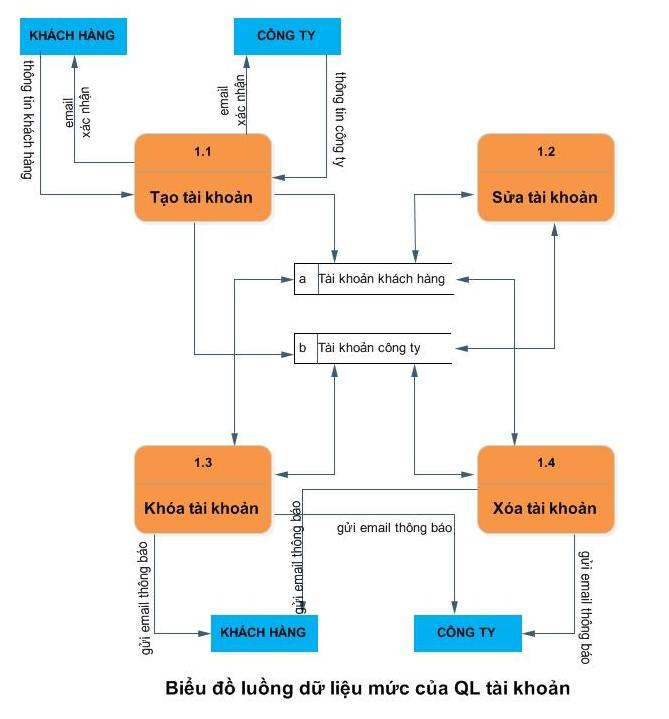 KHÁCH HÀNG
CÔNG TY
thông tin khách hàng
email
xác nhận
email
xác nhận
thông tin công ty
1.1
Tạo tài khoản
1.2
Sửa tài khoản
a Tài khoản khách hàng
b Tài khoản công ty
1.3
Khóa tài khoản
1.4
Xóa tài khoản
gửi email thông báo
gửi email thông báo
gửi email thông báo
gửi email thông báo
KHÁCH HÀNG
CÔNG TY
Biểu đồ luồng dữ liệu mức của QL tài khoản